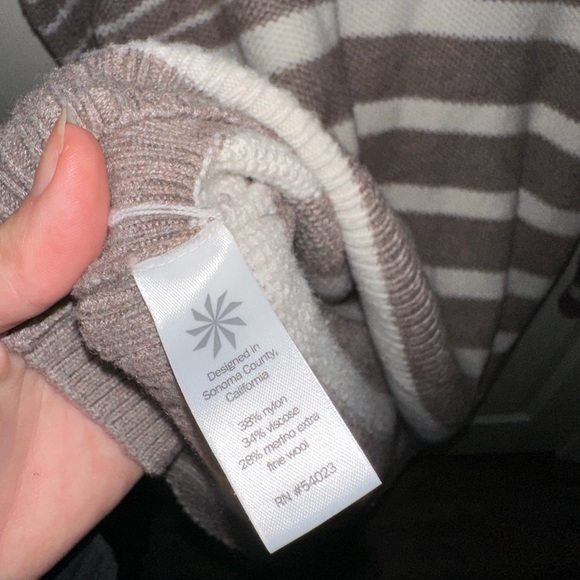 Designed in
Sonoma County,
California
38% nylon
34% viscose
28% merino extra
fine wool
RN #54023